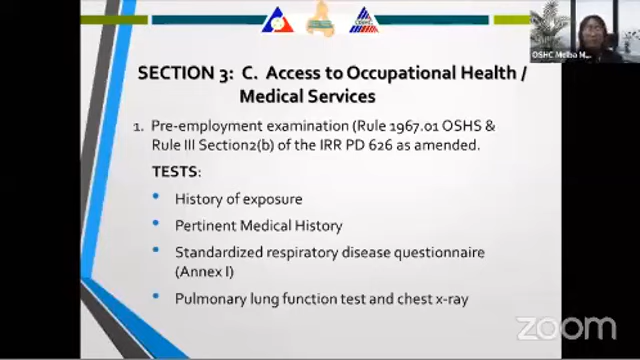 OSHC Melba M...
SECTION 3: C. Access to Occupational Health /
Medical Services
1. Pre-employment examination (Rule 1967.01 OSHS &
Rule III Section2(b) of the IRR PD 626 as amended.
TESTS:
• History of exposure
• Pertinent Medical History
• Standardized respiratory disease questionnaire
(Annex I)
• Pulmonary lung function test and chest x-ray
zoom